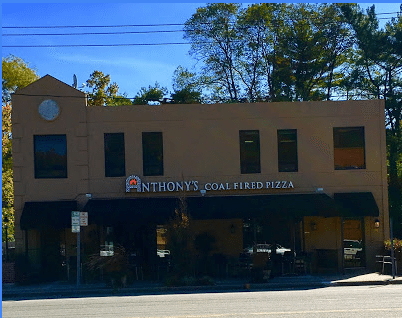 ANTHONY'S COAL FIRED PIZZA